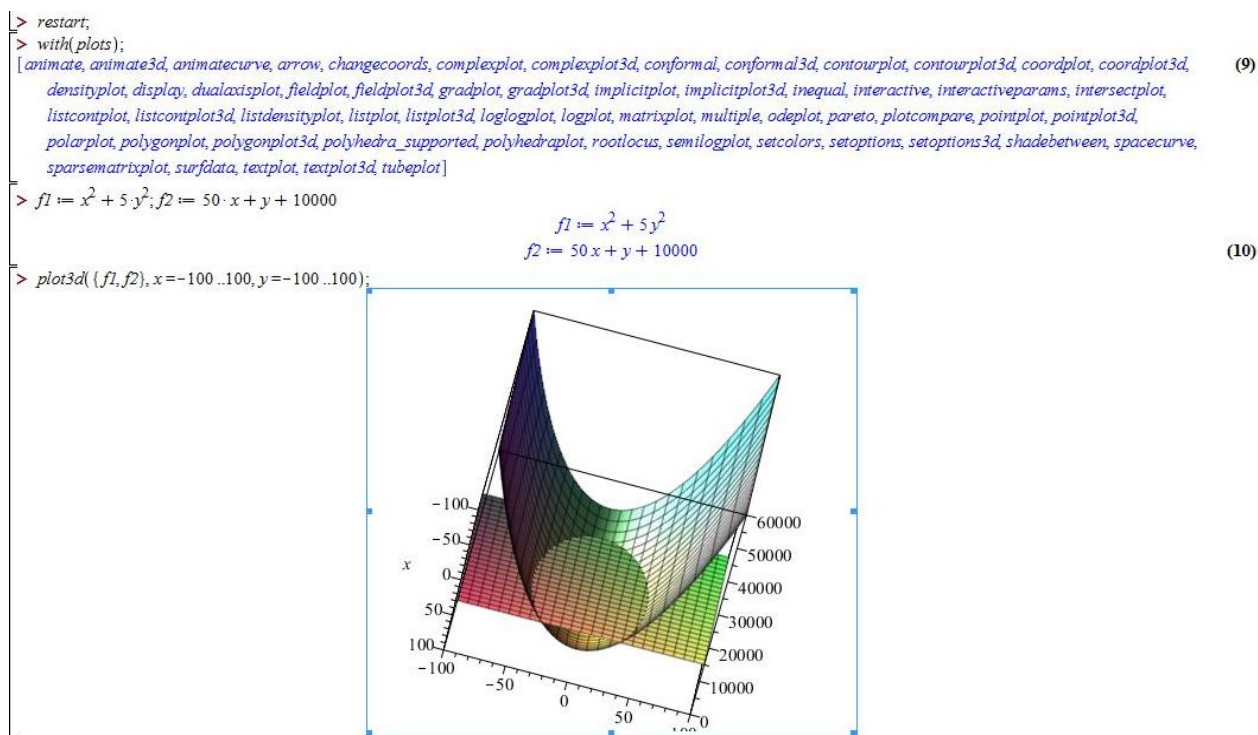 > restart;
> with(plots);
[animate, animate3d, animatecurve, arrow, changecoords, complexplot, complexplot3d, conformal, conformal3d, contourplot, contourplot3d, coordplot, coordplot3d, (9)
densityplot, display, dualaxisplot, fieldplot, fieldplot3d, gradplot, gradplot3d, implicitplot, implicitplot3d, inequal, interactive, interactiveparams, intersectplot,
listcontplot, listcontplot3d, listdensityplot, listplot, listplot3d, loglogplot, logplot, matrixplot, multiple, odeplot, pareto, plotcompare, pointplot, pointplot3d,
polarplot, polygonplot, polygonplot3d, polyhedra_supported, polyhedraplot, rootlocus, semilogplot, setcolors, setoptions, setoptions3d, shadebetween, spacecurve,
sparsematrixplot, surfdata, textplot, textplot3d, tubeplot]
> f1 := x² + 5·y²; f2 := 50·x + y + 10000
f1 := x² + 5 y²
f2 := 50 x + y + 10000 (10)
> plot3d({f1, f2}, x=-100 ..100, y=-100 ..100);
-100
-50
x
0
50
100
-100
-50
0
50
60000
50000
40000
30000
20000
10000
0